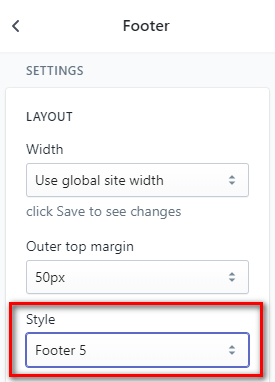 Footer
SETTINGS
LAYOUT
Width
Use global site width
click Save to see changes
Outer top margin
50px
Style
Footer 5